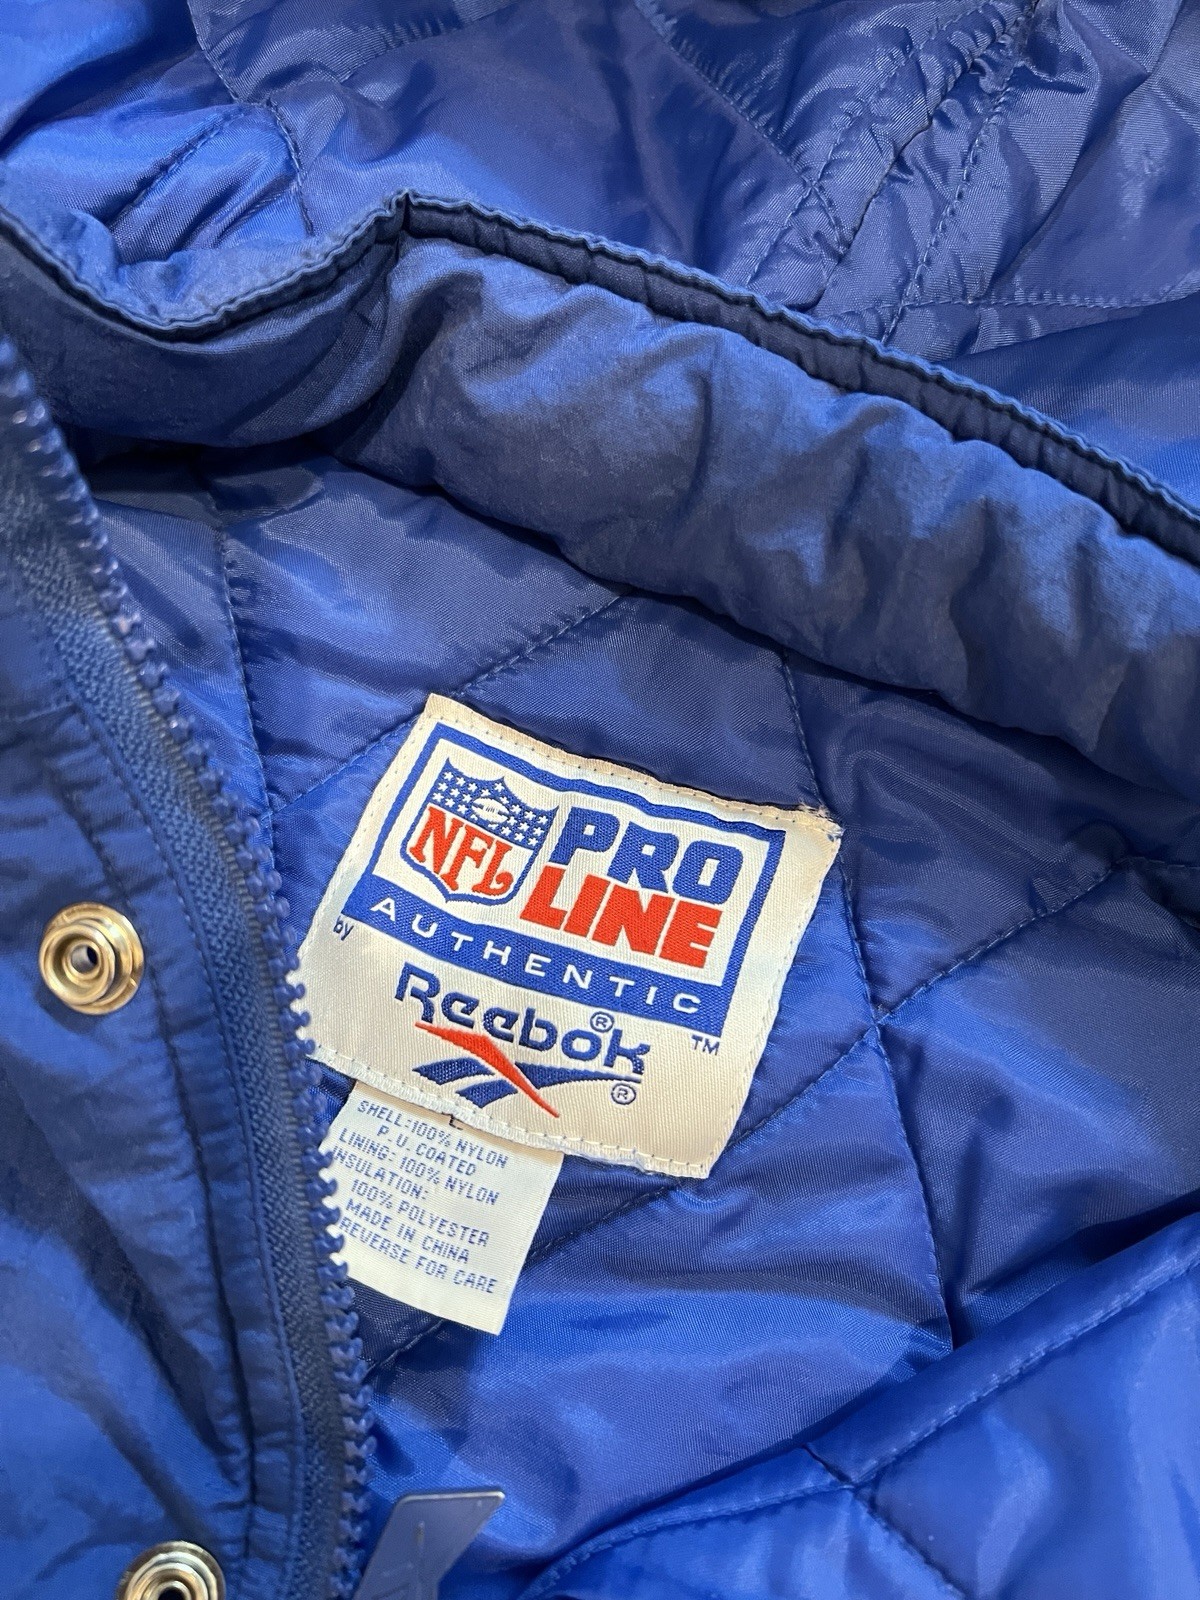 NFL
PRO
LINE
AUTHENTIC
by
TM
Reebok®
®
SHELL:100% NYLON
P.U.COATED
LINING:100% NYLON
INSULATION:
100% POLYESTER
MADE IN CHINA
REVERSE FOR CARE